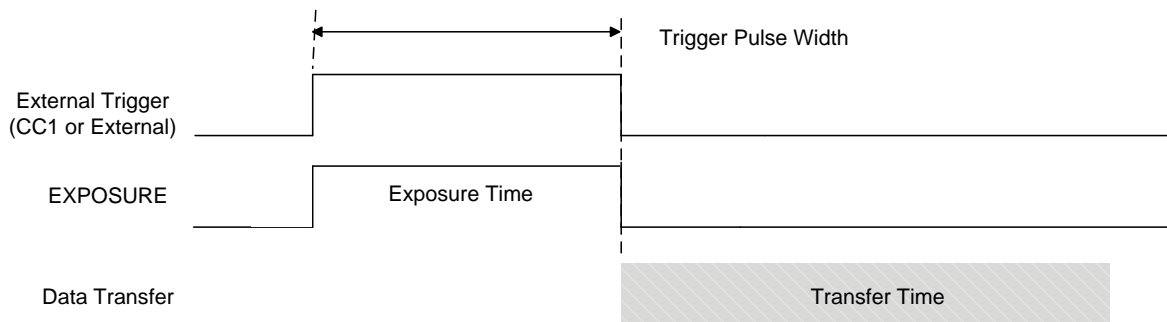 Trigger Pulse Width
External Trigger
(CC1 or External)
EXPOSURE
Exposure Time
Data Transfer
Transfer Time